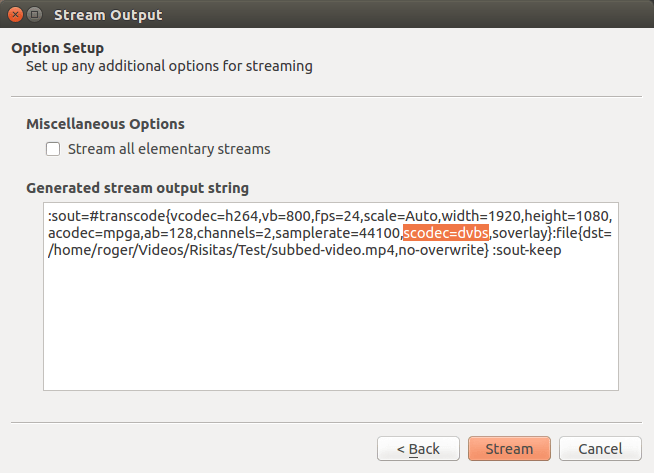 Stream Output
Option Setup
Set up any additional options for streaming
Miscellaneous Options
Stream all elementary streams
Generated stream output string
:sout=#transcode{vcodec=h264,vb=800,fps=24,scale=Auto,width=1920,height=1080,
acodec=mpga,ab=128,channels=2,samplerate=44100,scodec=dvbs,soverlay}:file{dst=
/home/roger/Videos/Risitas/Test/subbed-video.mp4,no-overwrite} :sout-keep
< Back
Stream
Cancel